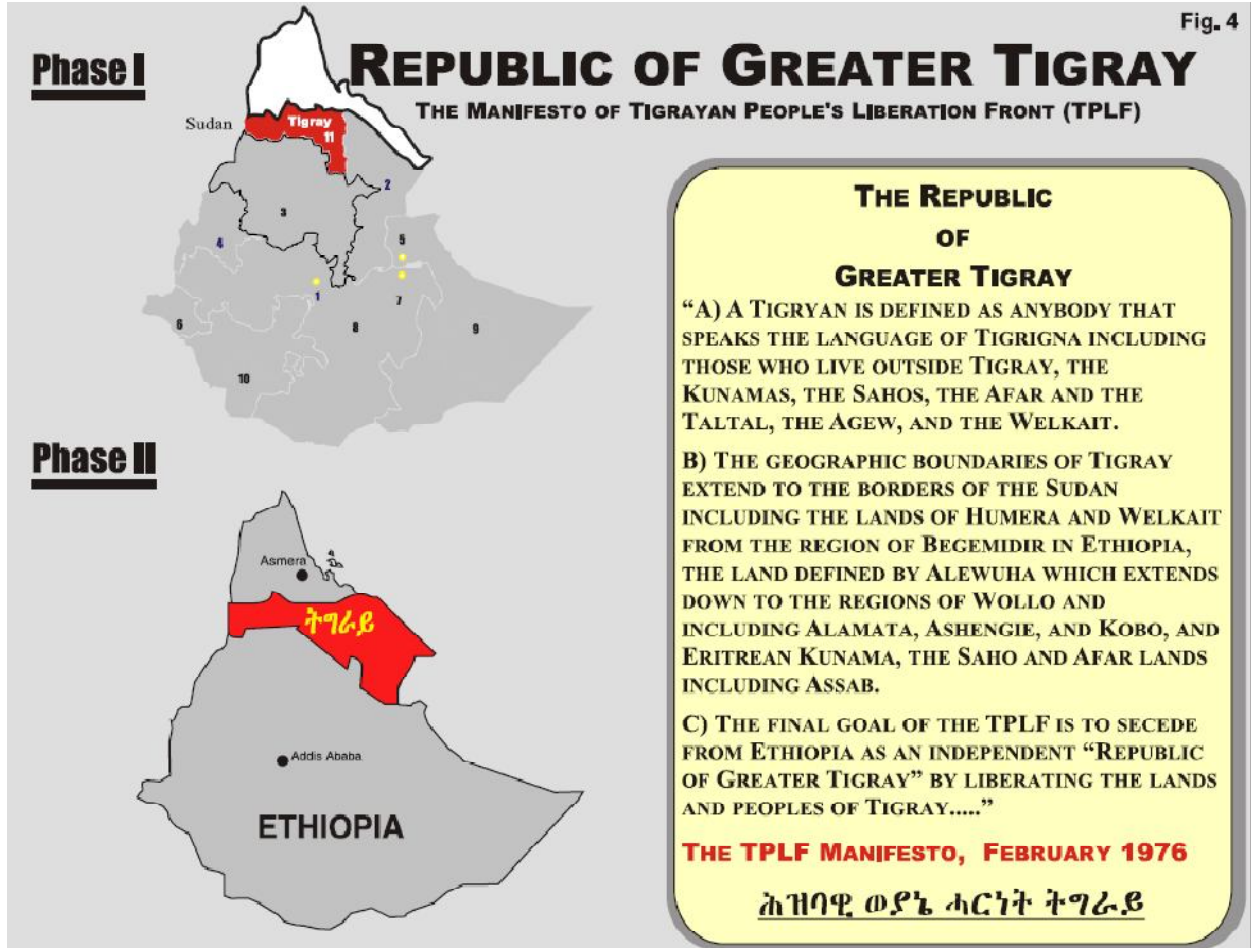 Fig. 4
Phase I
REPUBLIC OF GREATER TIGRAY
THE MANIFESTO OF TIGRAYAN PEOPLE'S LIBERATION FRONT (TPLF)
Sudan
Tigray
11
2
3
4
5
1
7
6
8
9
10
Phase II
Asmera
ትግራይ
Addis Ababa
ETHIOPIA
THE REPUBLIC
OF
GREATER TIGRAY
“A) A TIGRYAN IS DEFINED AS ANYBODY THAT
SPEAKS THE LANGUAGE OF TIGRIGNA INCLUDING
THOSE WHO LIVE OUTSIDE TIGRAY, THE
KUNAMAS, THE SAHOS, THE AFAR AND THE
TALTAL, THE AGEW, AND THE WELKAIT.
B) THE GEOGRAPHIC BOUNDARIES OF TIGRAY
EXTEND TO THE BORDERS OF THE SUDAN
INCLUDING THE LANDS OF HUMERA AND WELKAIT
FROM THE REGION OF BEGEMIDIR IN ETHIOPIA,
THE LAND DEFINED BY ALEWUHA WHICH EXTENDS
DOWN TO THE REGIONS OF WOLLO AND
INCLUDING ALAMATA, ASHENGIE, AND KOBO, AND
ERITREAN KUNAMA, THE SAHO AND AFAR LANDS
INCLUDING ASSAB.
C) THE FINAL GOAL OF THE TPLF IS TO SECEDE
FROM ETHIOPIA AS AN INDEPENDENT “REPUBLIC
OF GREATER TIGRAY” BY LIBERATING THE LANDS
AND PEOPLES OF TIGRAY.....”
THE TPLF MANIFESTO, FEBRUARY 1976
ሕዝባዊ ወያኔ ሓርነት ትግራይ